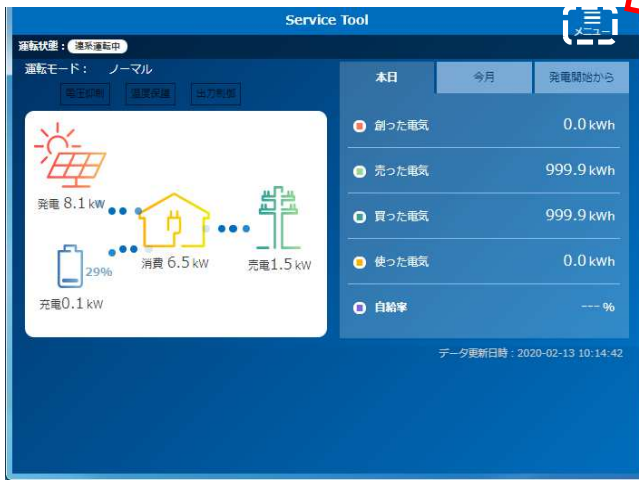 Service Tool
メニュー
運転状態：連系運転中
運転モード： ノーマル
電圧抑制 温度保護 出力制御
本日 今月 発電開始から
創った電気 0.0 kWh
売った電気 999.9 kWh
買った電気 999.9 kWh
使った電気 0.0 kWh
自給率 --- %
発電 8.1 kW
29%
消費 6.5 kW
売電1.5 kW
充電0.1 kW
データ更新日時：2020-02-13 10:14:42